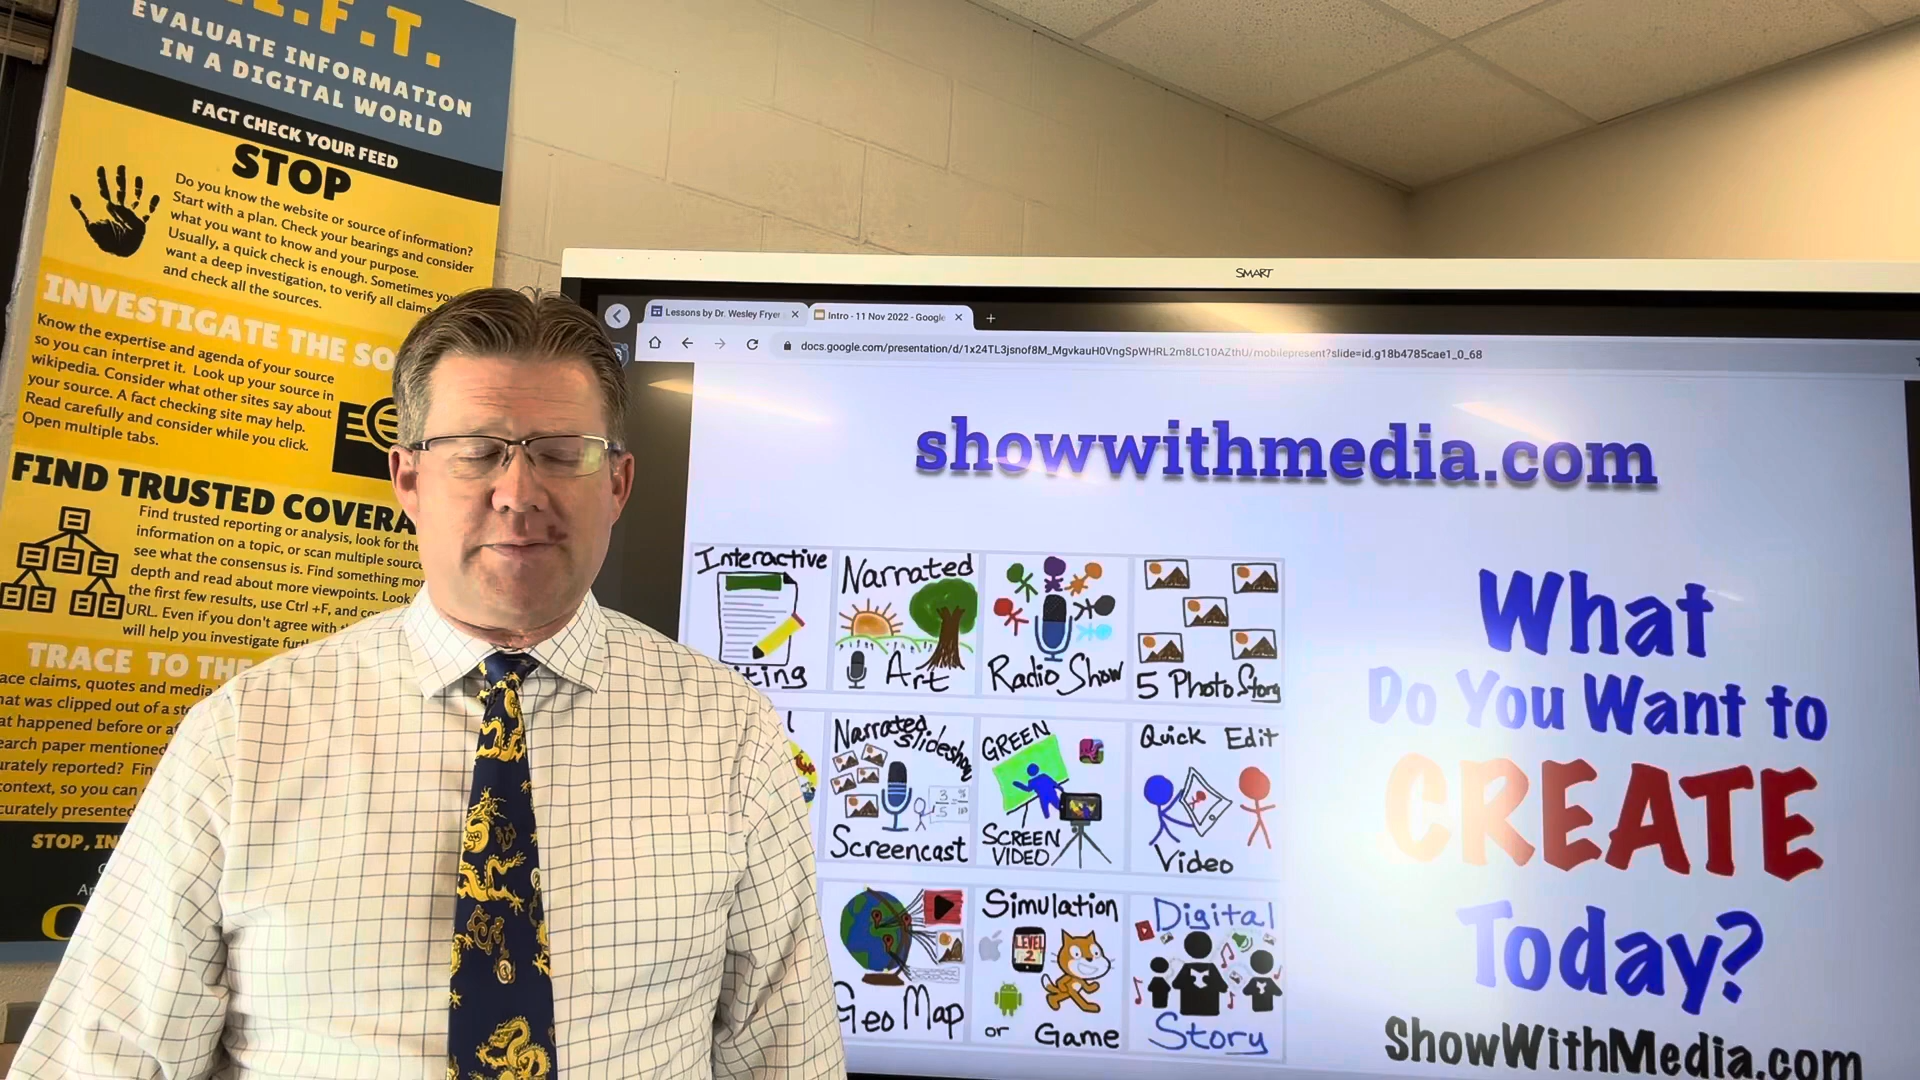 I.F.T.
EVALUATE INFORMATION
IN A DIGITAL WORLD
FACT CHECK YOUR FEED
STOP
Do you know the website or source of information?
Start with a plan. Check your bearings and consider
what you want to know and your purpose.
Usually, a quick check is enough. Sometimes you
want a deep investigation, to verify all claims
and check all the sources.
INVESTIGATE THE SO
Know the expertise and agenda of your source
so you can interpret it. Look up your source in
wikipedia. Consider what other sites say about
your source. A fact checking site may help.
Read carefully and consider while you click.
Open multiple tabs.
FIND TRUSTED COVERA
Find trusted reporting or analysis, look for the
information on a topic, or scan multiple source
see what the consensus is. Find something mor
depth and read about more viewpoints. Look
the first few results, use Ctrl +F, and co
URL. Even if you don't agree with
will help you investigate furt
TRACE TO THE
ace claims, quotes and media
hat was clipped out of a sto
at happened before or af
earch paper mentioned
urately reported? Fin
context, so you can
curately presented
STOP, IN
SMART
Lessons by Dr. Wesley Fryer
Intro - 11 Nov 2022 - Google
docs.google.com/presentation/d/1x24TL3jsnof8M_MgvkauH0VngSpWHRL2m8LC10AZthU/mobilepresent?slide=id.g18b4785cae1_0_68
showwithmedia.com
Interactive
ting
Narrated
Art
Radio Show
5 Photo Story
Narrated
Slideshow
Screencast
GREEN
SCREEN
VIDEO
Quick Edit
Video
Geo Map
Simulation
LEVEL
2
or Game
Digital
Story
What
Do You Want to
CREATE
Today?
ShowWithMedia.com